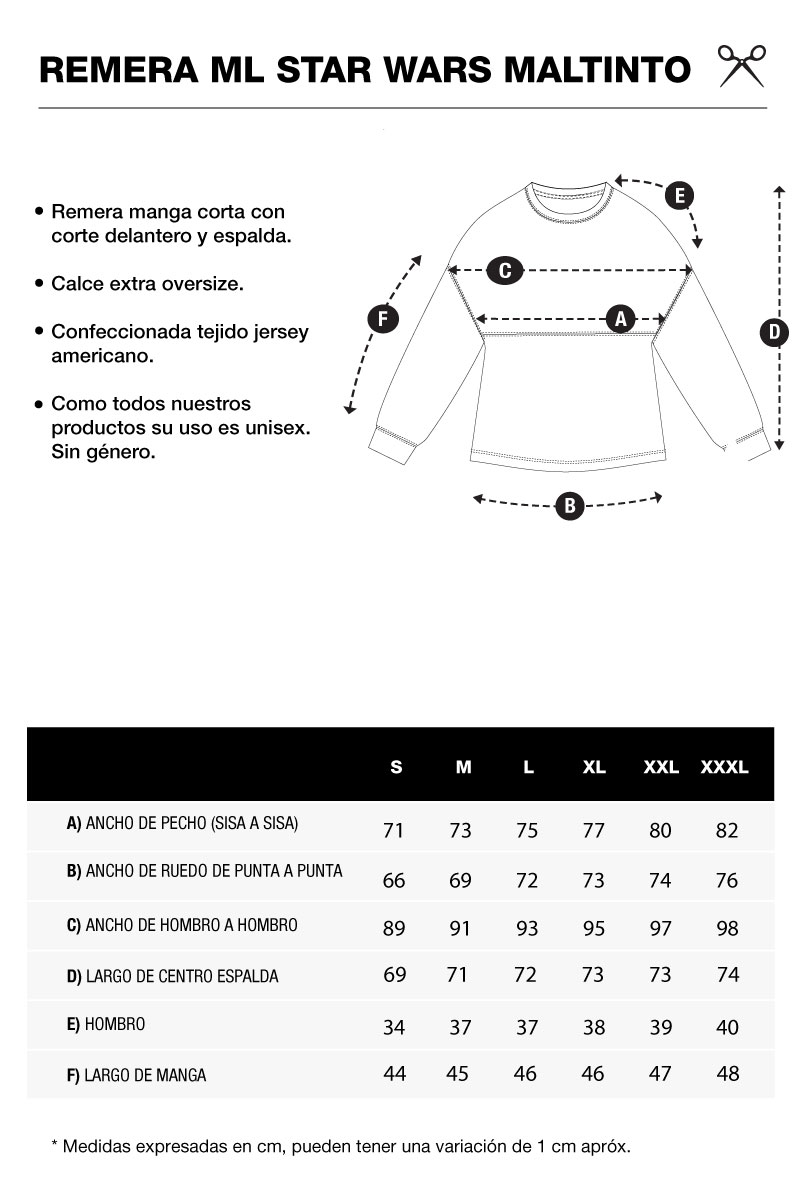 REMERA ML STAR WARS MALTINTO
• Remera manga corta con
corte delantero y espalda.
• Calce extra oversize.
• Confeccionada tejido jersey
americano.
• Como todos nuestros
productos su uso es unisex.
Sin género.
E
C
F
A
D
B
S M L XL XXL XXXL
A) ANCHO DE PECHO (SISA A SISA) 71 73 75 77 80 82
B) ANCHO DE RUEDO DE PUNTA A PUNTA 66 69 72 73 74 76
C) ANCHO DE HOMBRO A HOMBRO 89 91 93 95 97 98
D) LARGO DE CENTRO ESPALDA 69 71 72 73 73 74
E) HOMBRO 34 37 37 38 39 40
F) LARGO DE MANGA 44 45 46 46 47 48
* Medidas expresadas en cm, pueden tener una variación de 1 cm apróx.